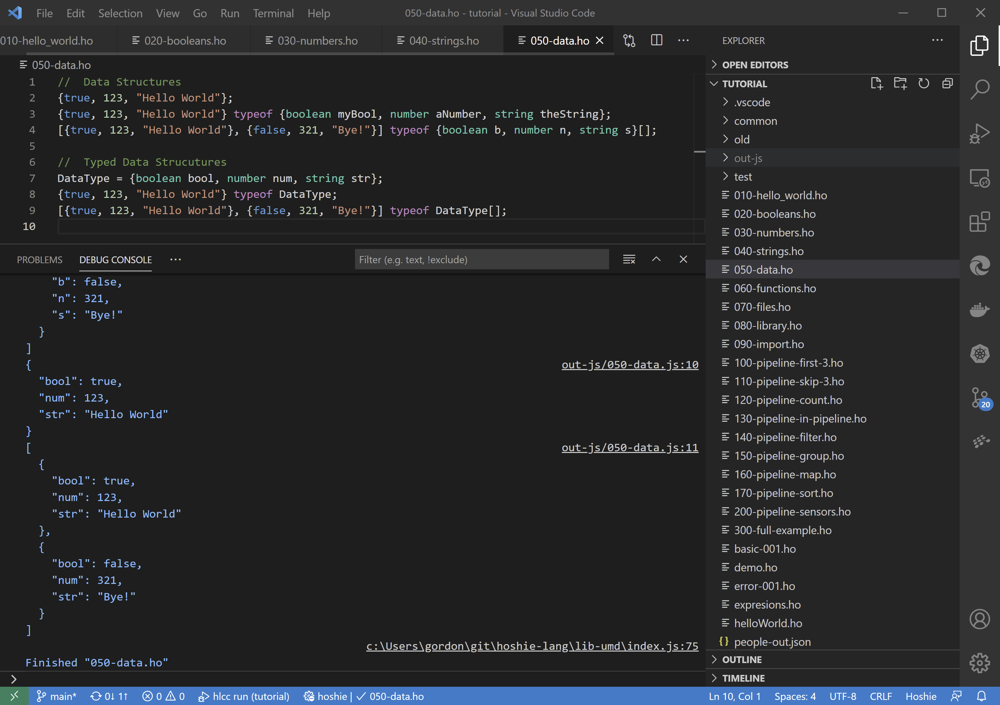 File Edit Selection View Go Run Terminal Help 050-data.ho - tutorial - Visual Studio Code
010-hello_world.ho 020-booleans.ho 030-numbers.ho 040-strings.ho 050-data.ho
050-data.ho
1 //  Data Structures
2 {true, 123, "Hello World"};
3 {true, 123, "Hello World"} typeof {boolean myBool, number aNumber, string theString};
4 [{true, 123, "Hello World"}, {false, 321, "Bye!"}] typeof {boolean b, number n, string s}[];
5
6 //  Typed Data Strucutures
7 DataType = {boolean bool, number num, string str};
8 {true, 123, "Hello World"} typeof DataType;
9 [{true, 123, "Hello World"}, {false, 321, "Bye!"}] typeof DataType[];
10
PROBLEMS DEBUG CONSOLE ··· Filter (e.g. text, !exclude)
"b": false,
"n": 321,
"s": "Bye!"
}
]
{ out-js/050-data.js:10
"bool": true,
"num": 123,
"str": "Hello World"
}
[ out-js/050-data.js:11
{
"bool": true,
"num": 123,
"str": "Hello World"
},
{
"bool": false,
"num": 321,
"str": "Bye!"
}
]
c:\Users\gordon\git\hoshie-lang\lib-umd\index.js:75
Finished "050-data.ho"
EXPLORER
OPEN EDITORS
TUTORIAL
.vscode
common
old
out-js
test
010-hello_world.ho
020-booleans.ho
030-numbers.ho
040-strings.ho
050-data.ho
060-functions.ho
070-files.ho
080-library.ho
090-import.ho
100-pipeline-first-3.ho
110-pipeline-skip-3.ho
120-pipeline-count.ho
130-pipeline-in-pipeline.ho
140-pipeline-filter.ho
150-pipeline-group.ho
160-pipeline-map.ho
170-pipeline-sort.ho
200-pipeline-sensors.ho
300-full-example.ho
basic-001.ho
demo.ho
error-001.ho
expresions.ho
helloWorld.ho
{} people-out.json
OUTLINE
TIMELINE
20
main* 0↓ 1↑ 0 0 hlcc run (tutorial) hoshie | ✓ 050-data.ho Ln 10, Col 1 Spaces: 4 UTF-8 CRLF Hoshie